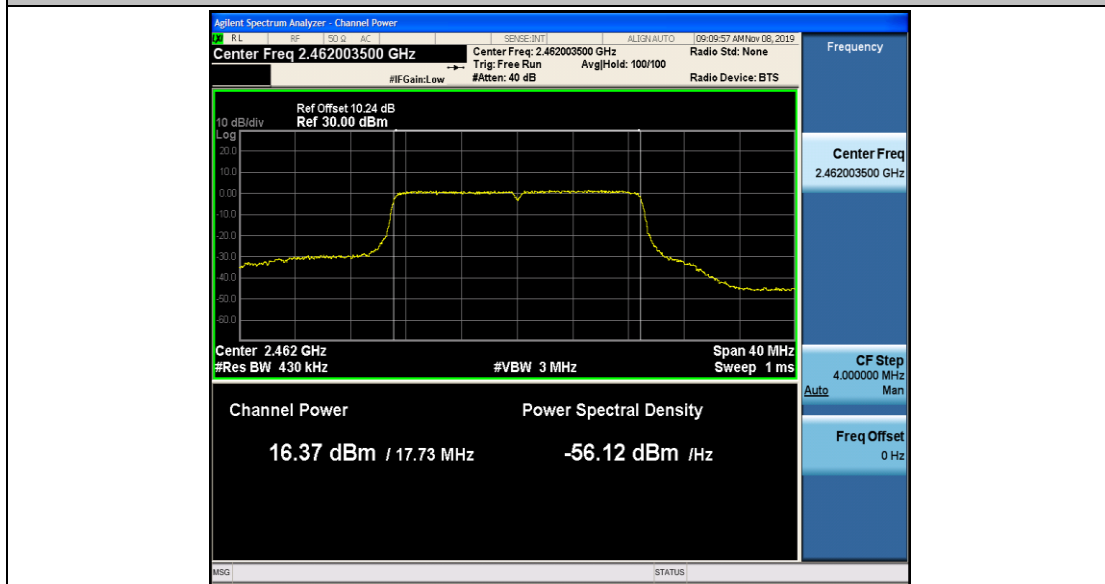 Agilent Spectrum Analyzer - Channel Power
RL RF 50 Ω AC SENSE:INT ALIGN AUTO 09:09:57 AM Nov 08, 2019
Center Freq 2.462003500 GHz
Center Freq: 2.462003500 GHz Radio Std: None
Trig: Free Run Avg|Hold: 100/100
#IFGain:Low #Atten: 40 dB Radio Device: BTS
Ref Offset 10.24 dB
10 dB/div Ref 30.00 dBm
Log
20.0
10.0
0.00
-10.0
-20.0
-30.0
-40.0
-50.0
-60.0
Center 2.462 GHz Span 40 MHz
#Res BW 430 kHz #VBW 3 MHz Sweep 1 ms
Channel Power Power Spectral Density
16.37 dBm / 17.73 MHz -56.12 dBm /Hz
MSG STATUS
Frequency
Center Freq
2.462003500 GHz
CF Step
4.000000 MHz
Auto Man
Freq Offset
0 Hz